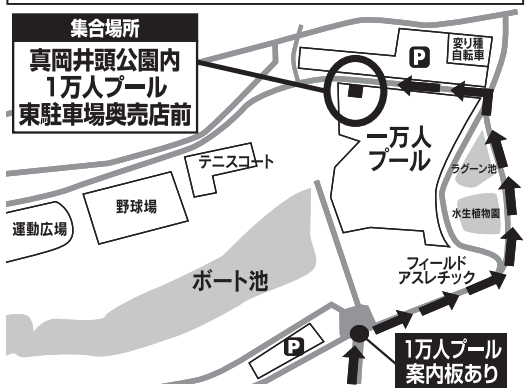 集合場所
真岡井頭公園内
1万人プール
東駐車場奥売店前
P
変り種
自転車
一万人
プール
テニスコート
ラグーン池
野球場
水生植物園
運動広場
フィールド
アスレチック
ボート池
P
1万人プール
案内板あり